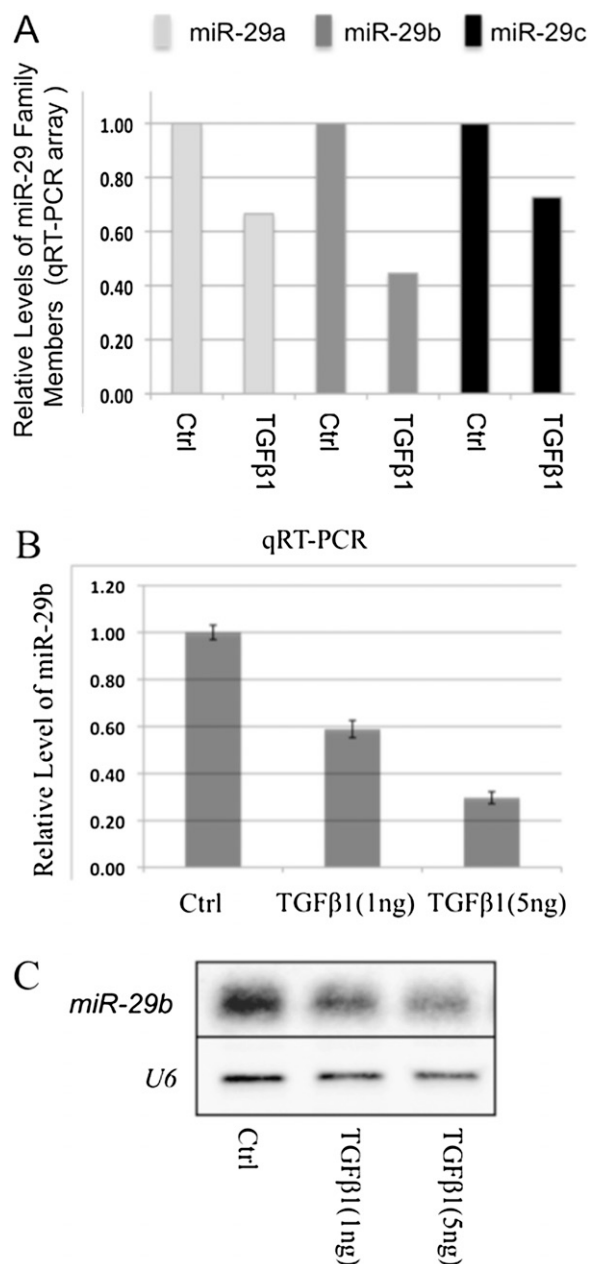 A
miR-29a miR-29b miR-29c
Relative Levels of miR-29 Family
Members (qRT-PCR array )
1.00
0.80
0.60
0.40
0.20
0.00
Ctrl TGFβ1 Ctrl TGFβ1 Ctrl TGFβ1
B
qRT-PCR
Relative Level of miR-29b
1.20
1.00
0.80
0.60
0.40
0.20
0.00
Ctrl TGFβ1(1ng) TGFβ1(5ng)
C
miR-29b
U6
Ctrl TGFβ1(1ng) TGFβ1(5ng)